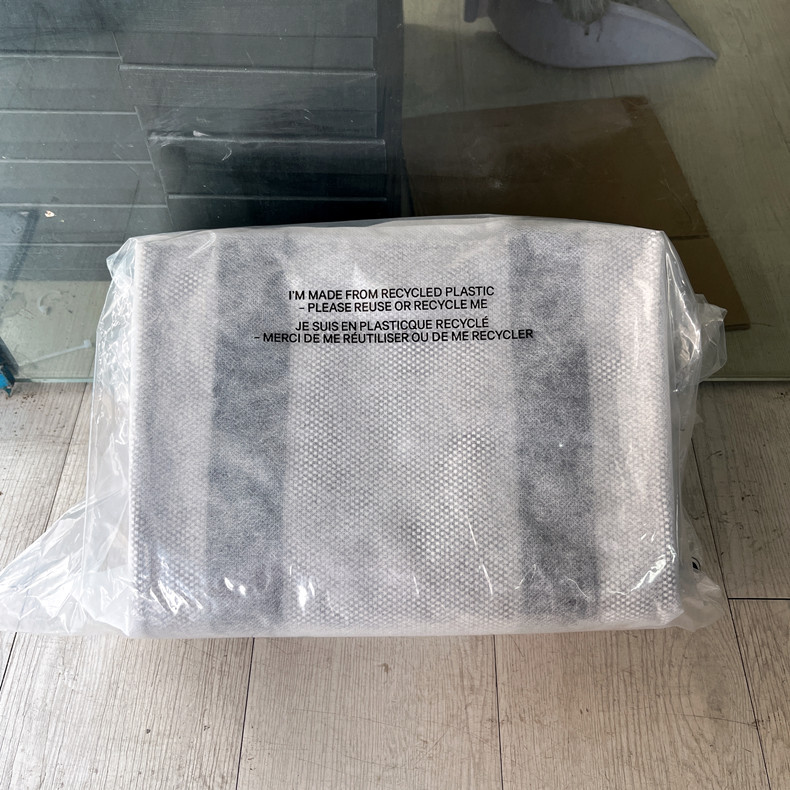 I'M MADE FROM RECYCLED PLASTIC
- PLEASE REUSE OR RECYCLE ME
JE SUIS EN PLASTICQUE RECYCLÉ
- MERCI DE ME RÉUTILISER OU DE ME RECYCLER